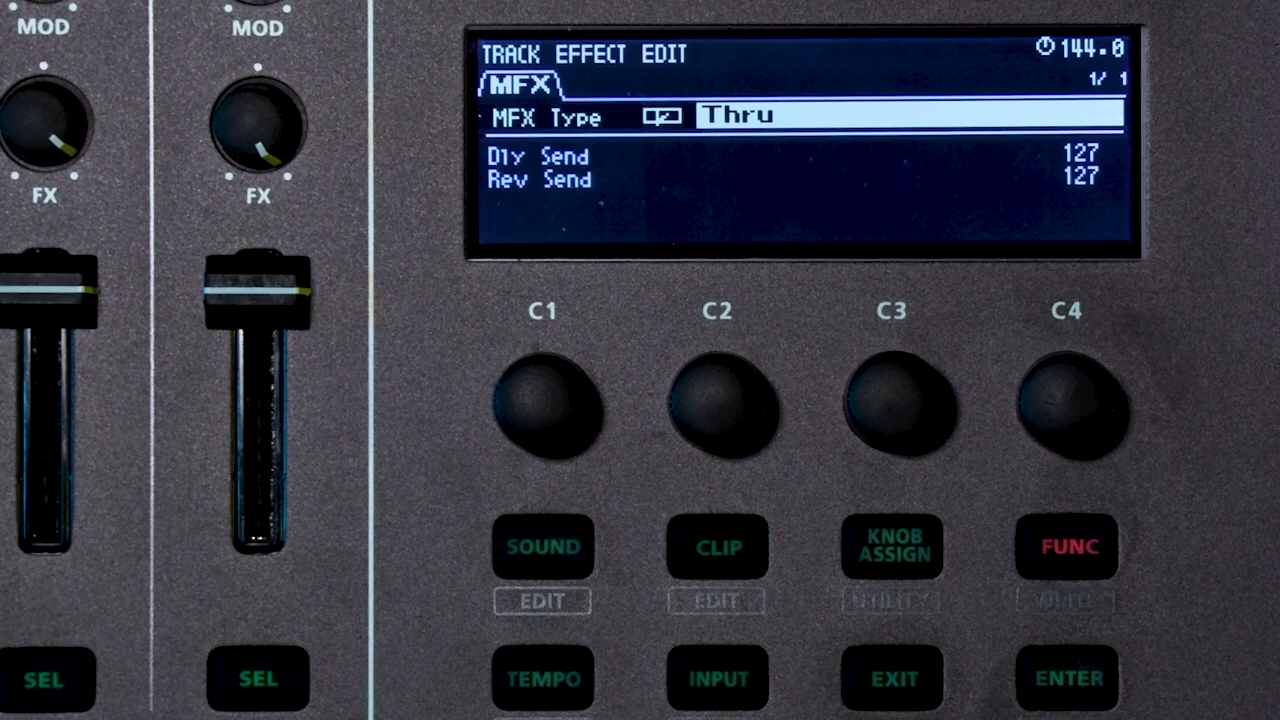 MOD
MOD
TRACK EFFECT EDIT
144.0
MFX
1/ 1
MFX Type
Thru
Dly Send
127
Rev Send
127
FX
FX
C1
C2
C3
C4
SOUND
CLIP
KNOB
ASSIGN
FUNC
EDIT
EDIT
UTILITY
WRITE
SEL
SEL
TEMPO
INPUT
EXIT
ENTER